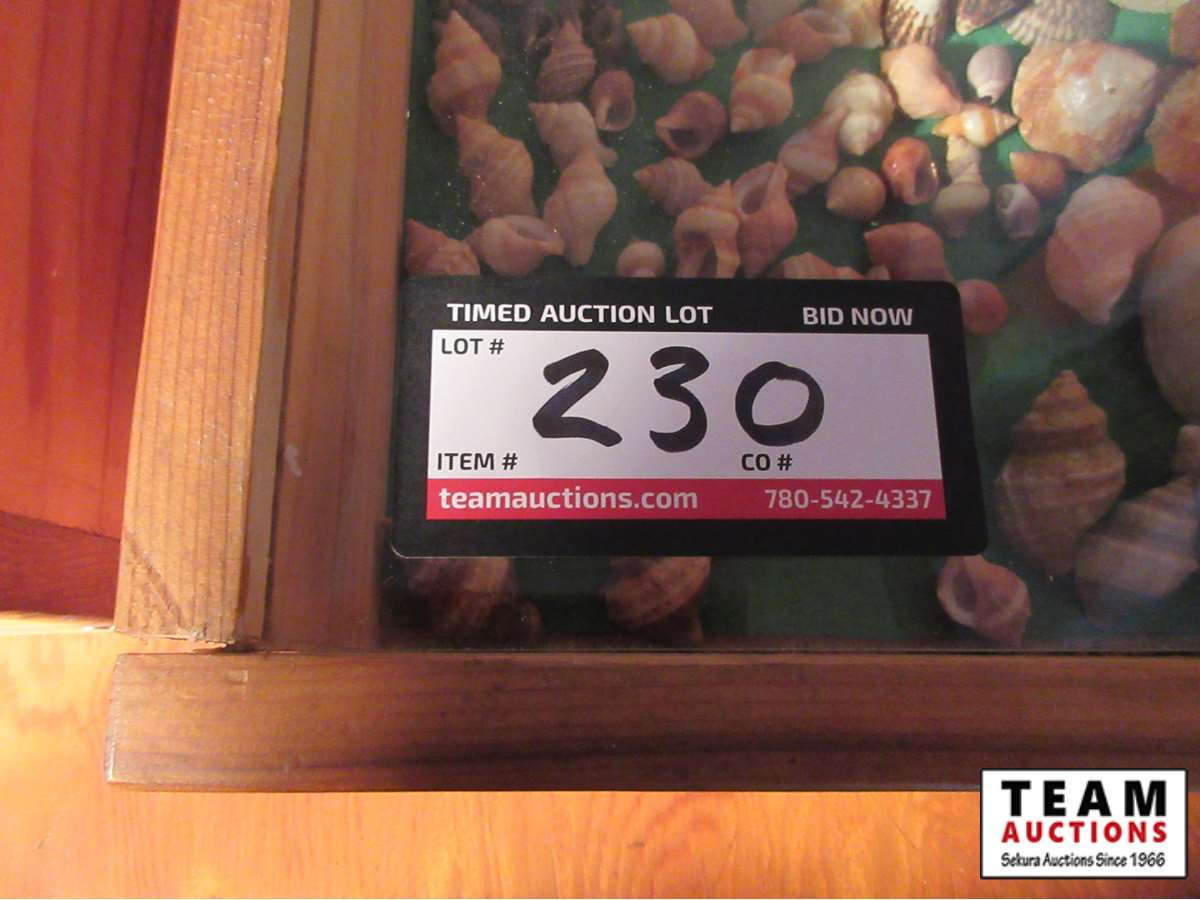 TIMED AUCTION LOT BID NOW
LOT #
230
ITEM # CO #
teamauctions.com 780-542-4337
TEAM
AUCTIONS
Sekura Auctions Since 1966